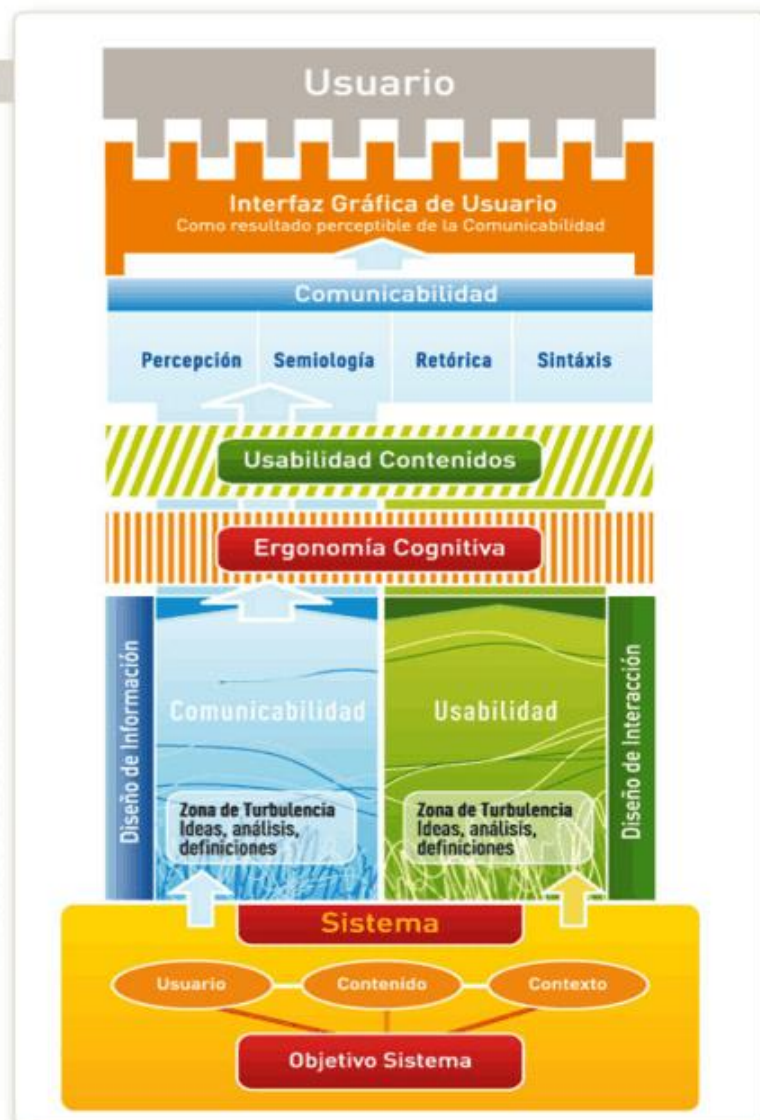 Usuario
Interfaz Gráfica de Usuario
Como resultado perceptible de la Comunicabilidad
Comunicabilidad
Percepción
Semiología
Retórica
Sintáxis
Usabilidad Contenidos
Ergonomía Cognitiva
Diseño de Información
Comunicabilidad
Zona de Turbulencia
Ideas, análisis,
definiciones
Usabilidad
Zona de Turbulencia
Ideas, análisis,
definiciones
Diseño de Interacción
Sistema
Usuario
Contenido
Contexto
Objetivo Sistema